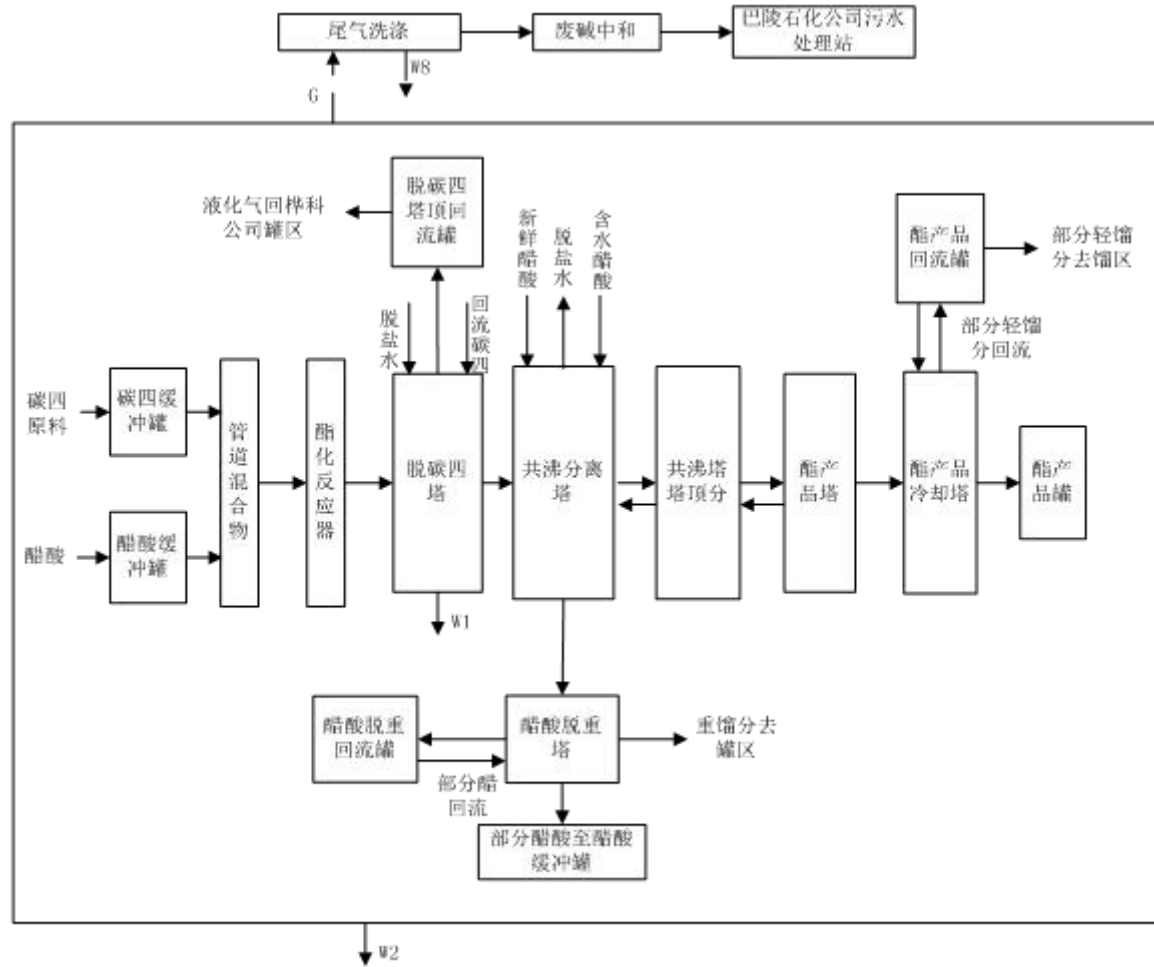 尾气洗涤
废碱中和
巴陵石化公司污水
处理站
W8
G
脱碳四
塔顶回
流罐
液化气回桦科
公司罐区
新鲜醋酸
脱盐水
含水醋酸
酯产品
回流罐
部分轻馏
分去馏区
脱盐水
回流碳四
部分轻馏
分回流
碳四
原料
碳四缓
冲罐
管道混合物
酯化反应器
脱碳四
塔
共沸分离
塔
共沸塔
塔顶分
酯产
品塔
酯产品
冷却塔
酯产
品罐
醋酸
醋酸缓
冲罐
W1
醋酸脱重
回流罐
醋酸脱重
塔
重馏分去
罐区
部分醋
回流
部分醋酸至醋酸
缓冲罐
W2